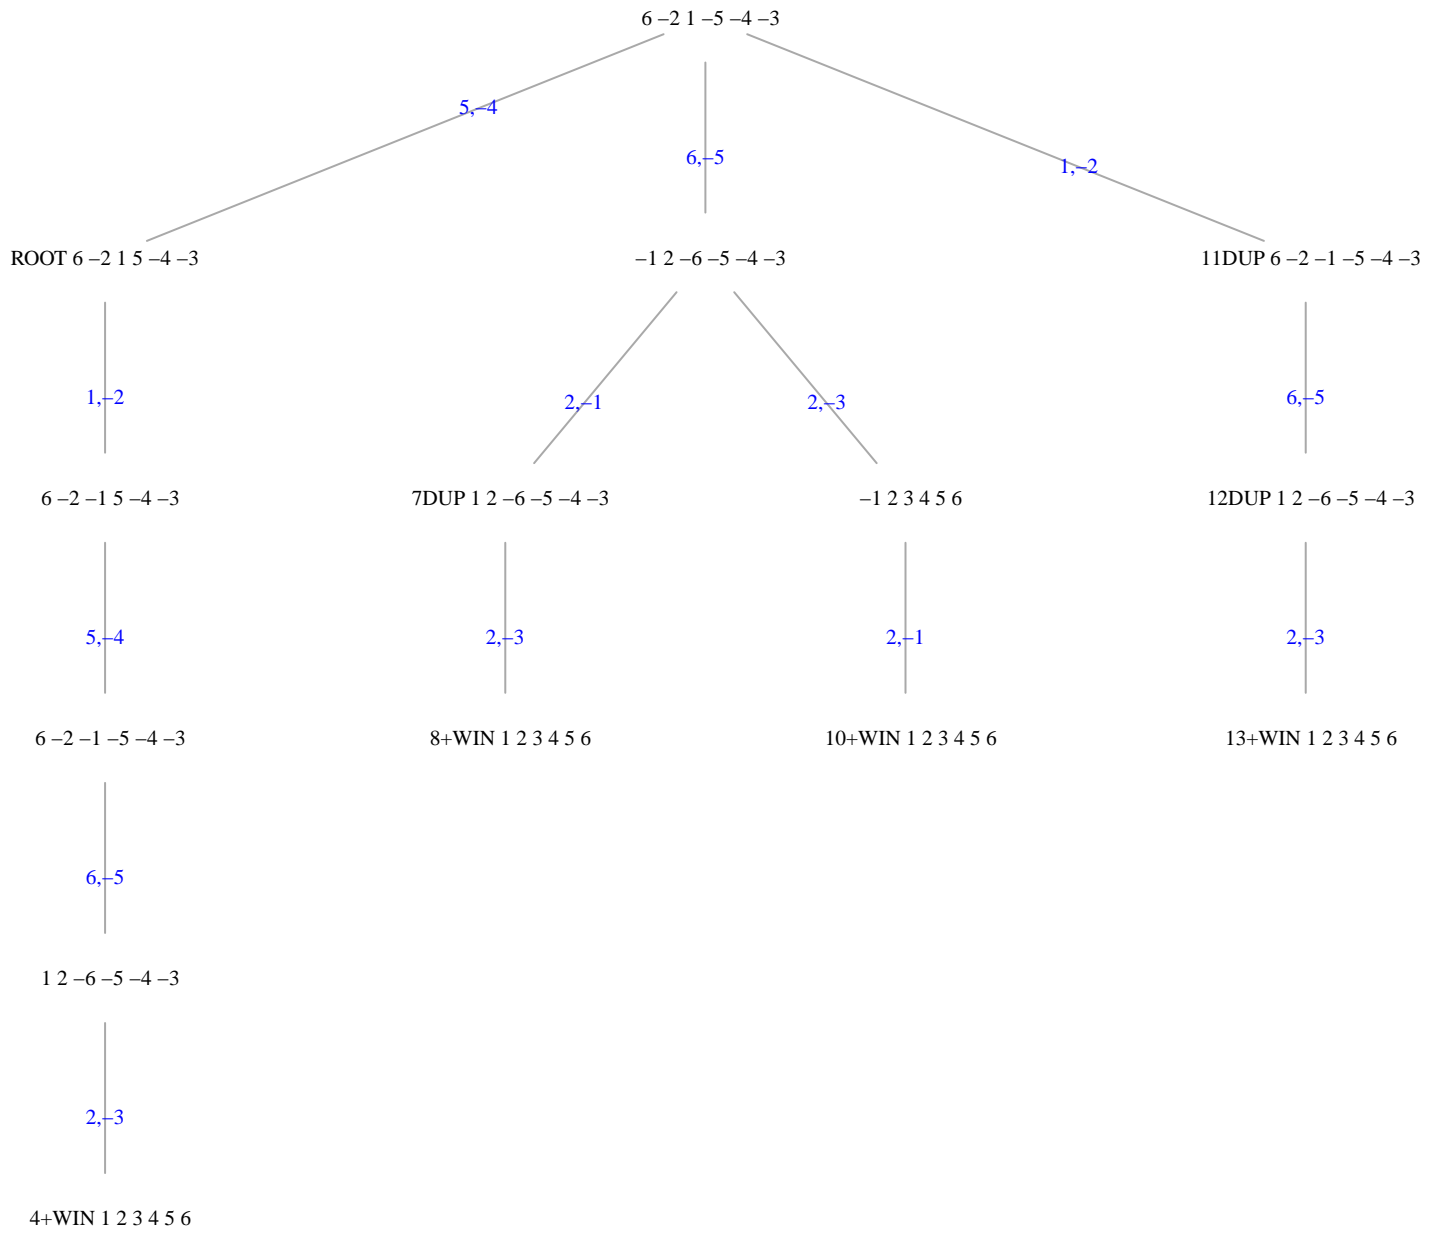 6 –2 1 –5 –4 –3
5,–4
6,–5
1,–2
ROOT 6 –2 1 5 –4 –3
–1 2 –6 –5 –4 –3
11DUP 6 –2 –1 –5 –4 –3
1,–2
2,–1
2,–3
6,–5
6 –2 –1 5 –4 –3
7DUP 1 2 –6 –5 –4 –3
–1 2 3 4 5 6
12DUP 1 2 –6 –5 –4 –3
5,–4
2,–3
2,–1
2,–3
6 –2 –1 –5 –4 –3
8+WIN 1 2 3 4 5 6
10+WIN 1 2 3 4 5 6
13+WIN 1 2 3 4 5 6
6,–5
1 2 –6 –5 –4 –3
2,–3
4+WIN 1 2 3 4 5 6